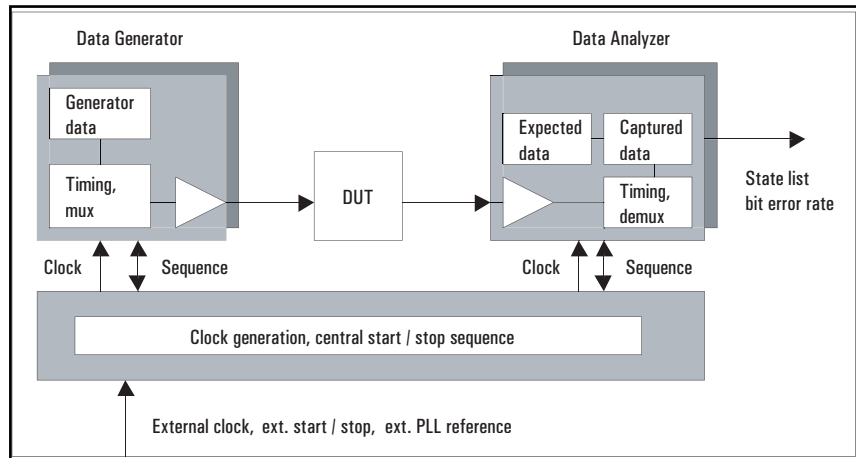 Data Generator
Data Analyzer
Generator
data
Timing,
mux
DUT
Expected
data
Captured
data
Timing,
demux
State list
bit error rate
Clock
Sequence
Clock
Sequence
Clock generation, central start / stop sequence
External clock, ext. start / stop, ext. PLL reference